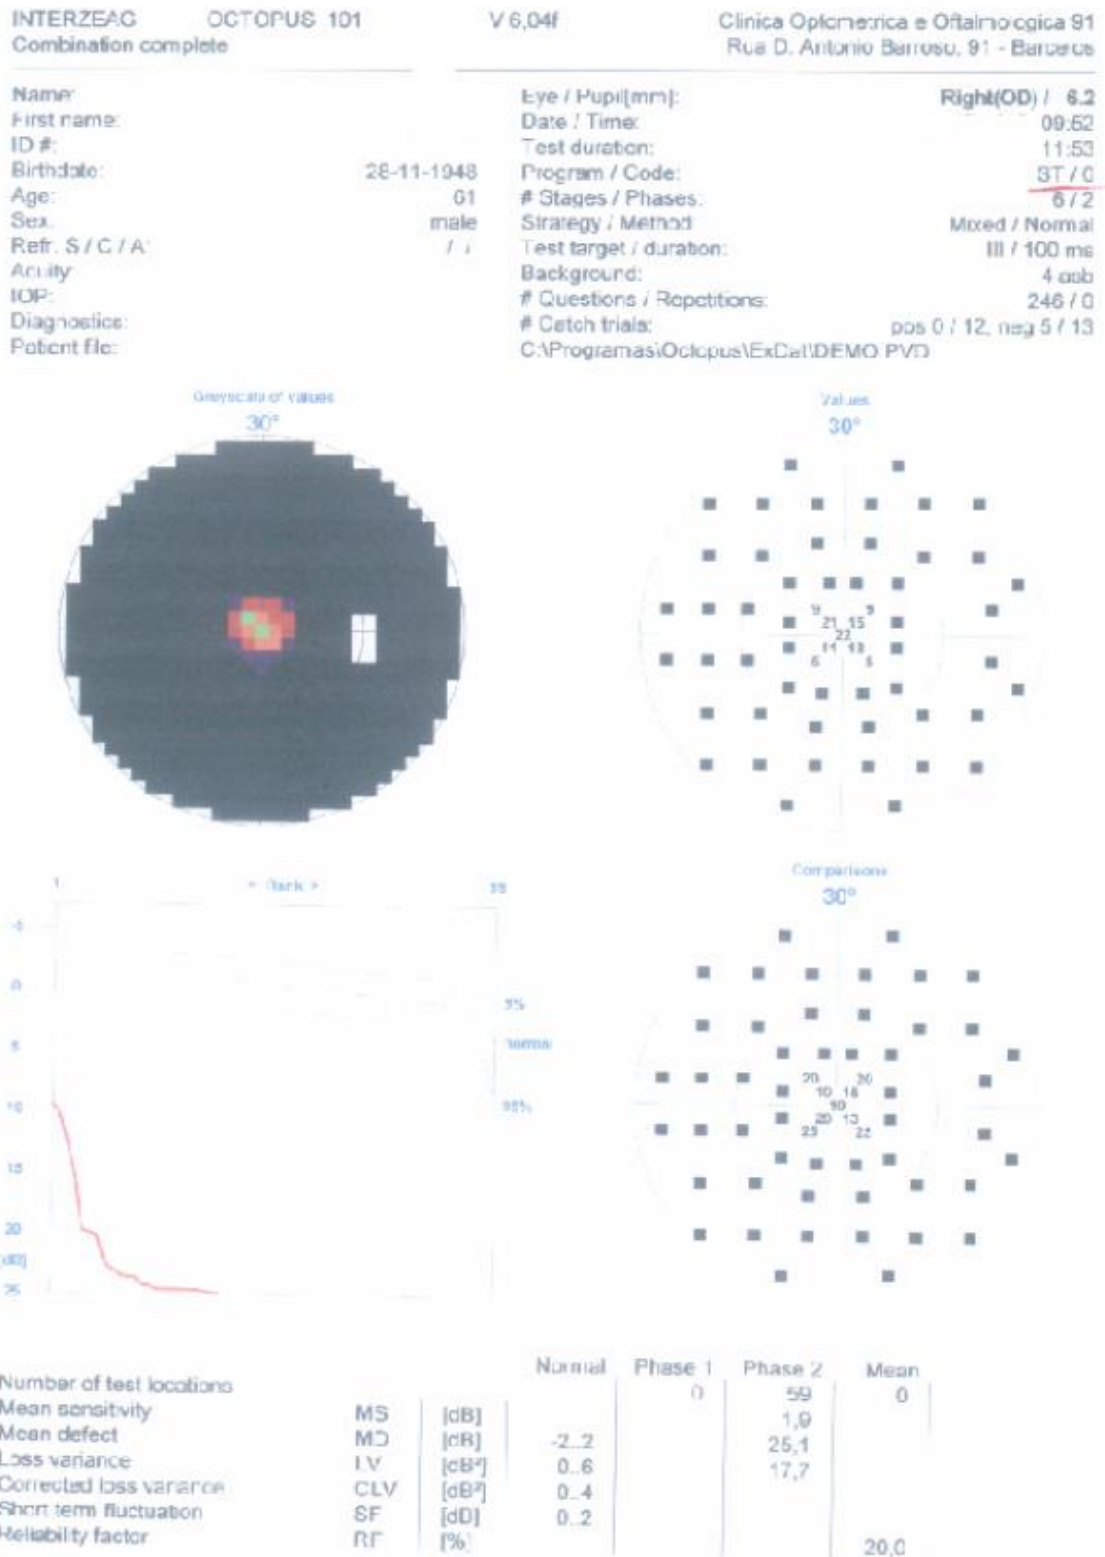 INTERZEAG OCTOPUS 101 V 6,04f Clinica Optometrica e Oftalmologica 91
Combination complete Rua D. Antonio Barroso, 91 - Barcelos
Name: Eye / Pupil[mm]: Right(OD) / 6.2
First name: Date / Time: 09:52
ID #: Test duration: 11:53
Birthdate: 28-11-1948 Program / Code: ST / 0
Age: 61 # Stages / Phases: 6 / 2
Sex: male Strategy / Method: Mixed / Normal
Refr. S / C / A: / / Test target / duration: III / 100 ms
Acuity: Background: 4 asb
IOP: # Questions / Repetitions: 246 / 0
Diagnostics: # Catch trials: pos 0 / 12, neg 5 / 13
Patient file: C:\Programas\Octopus\ExCat\DEMO.PVD
Greyscale of values Values
30° 30°
9 9
21 15
22
11 13
6
1 < Rank > Comparisons
30°
-5
0
5%
5 normal
10 95%
15
20
[dB]
25
20 20
10 16
10
20 13
Normal Phase 1 Phase 2 Mean
Number of test locations 0 59 0
Mean sensitivity MS [dB] 1,9
Mean defect MD [dB] -2..2 25,1
Loss variance LV [dB²] 0..6 17,7
Corrected loss variance CLV [dB²] 0..4
Short term fluctuation SF [dB] 0..2
Reliability factor RF [%] 20,0